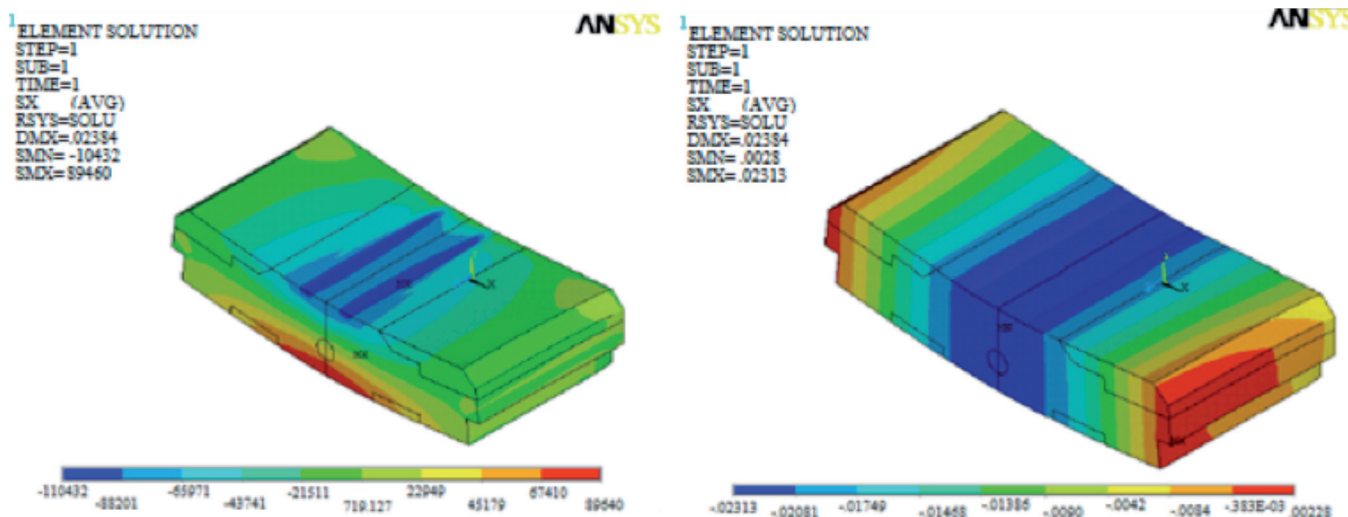 1
ELEMENT SOLUTION
STEP=1
SUB=1
TIME=1
SX (AVG)
RSYS=SOLU
DMX=.02384
SMN= -10432
SMX=89460
ANSYS
X
-110432 -88201 -65971 -43741 -21511 719.127 22949 45179 67410 89640
1
ELEMENT SOLUTION
STEP=1
SUB=1
TIME=1
SX (AVG)
RSYS=SOLU
DMX=.02384
SMN= .0028
SMX=.02313
ANSYS
X
-.02313 -.02081 -.01749 -.01468 -.01386 -.0090 -.0042 -.0084 -.383E-03 .00228